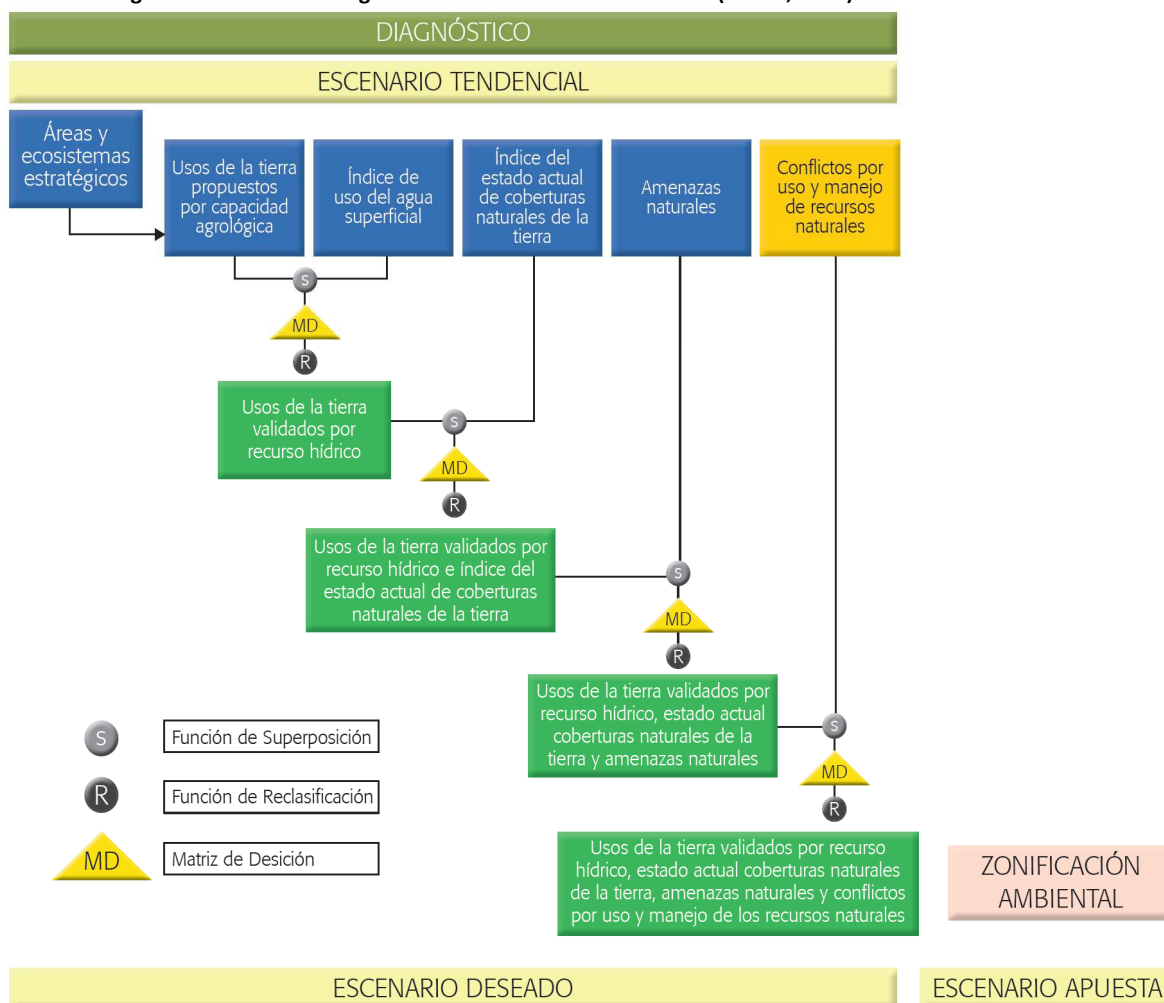 DIAGNÓSTICO
ESCENARIO TENDENCIAL
Áreas y
ecosistemas
estratégicos
Usos de la tierra
propuestos
por capacidad
agrológica
Índice de
uso del agua
superficial
Índice del
estado actual
de coberturas
naturales de la
tierra
Amenazas
naturales
Conflictos por
uso y manejo
de recursos
naturales
S
MD
R
Usos de la tierra
validados por
recurso hídrico
S
MD
R
Usos de la tierra validados por
recurso hídrico e índice del
estado actual de coberturas
naturales de la tierra
S
MD
R
Usos de la tierra validados por
recurso hídrico, estado actual
coberturas naturales de la
tierra y amenazas naturales
S
MD
R
S
Función de Superposición
R
Función de Reclasificación
MD
Matriz de Desición
Usos de la tierra validados por recurso
hídrico, estado actual coberturas naturales
de la tierra, amenazas naturales y conflictos
por uso y manejo de los recursos naturales
ZONIFICACIÓN
AMBIENTAL
ESCENARIO DESEADO
ESCENARIO APUESTA